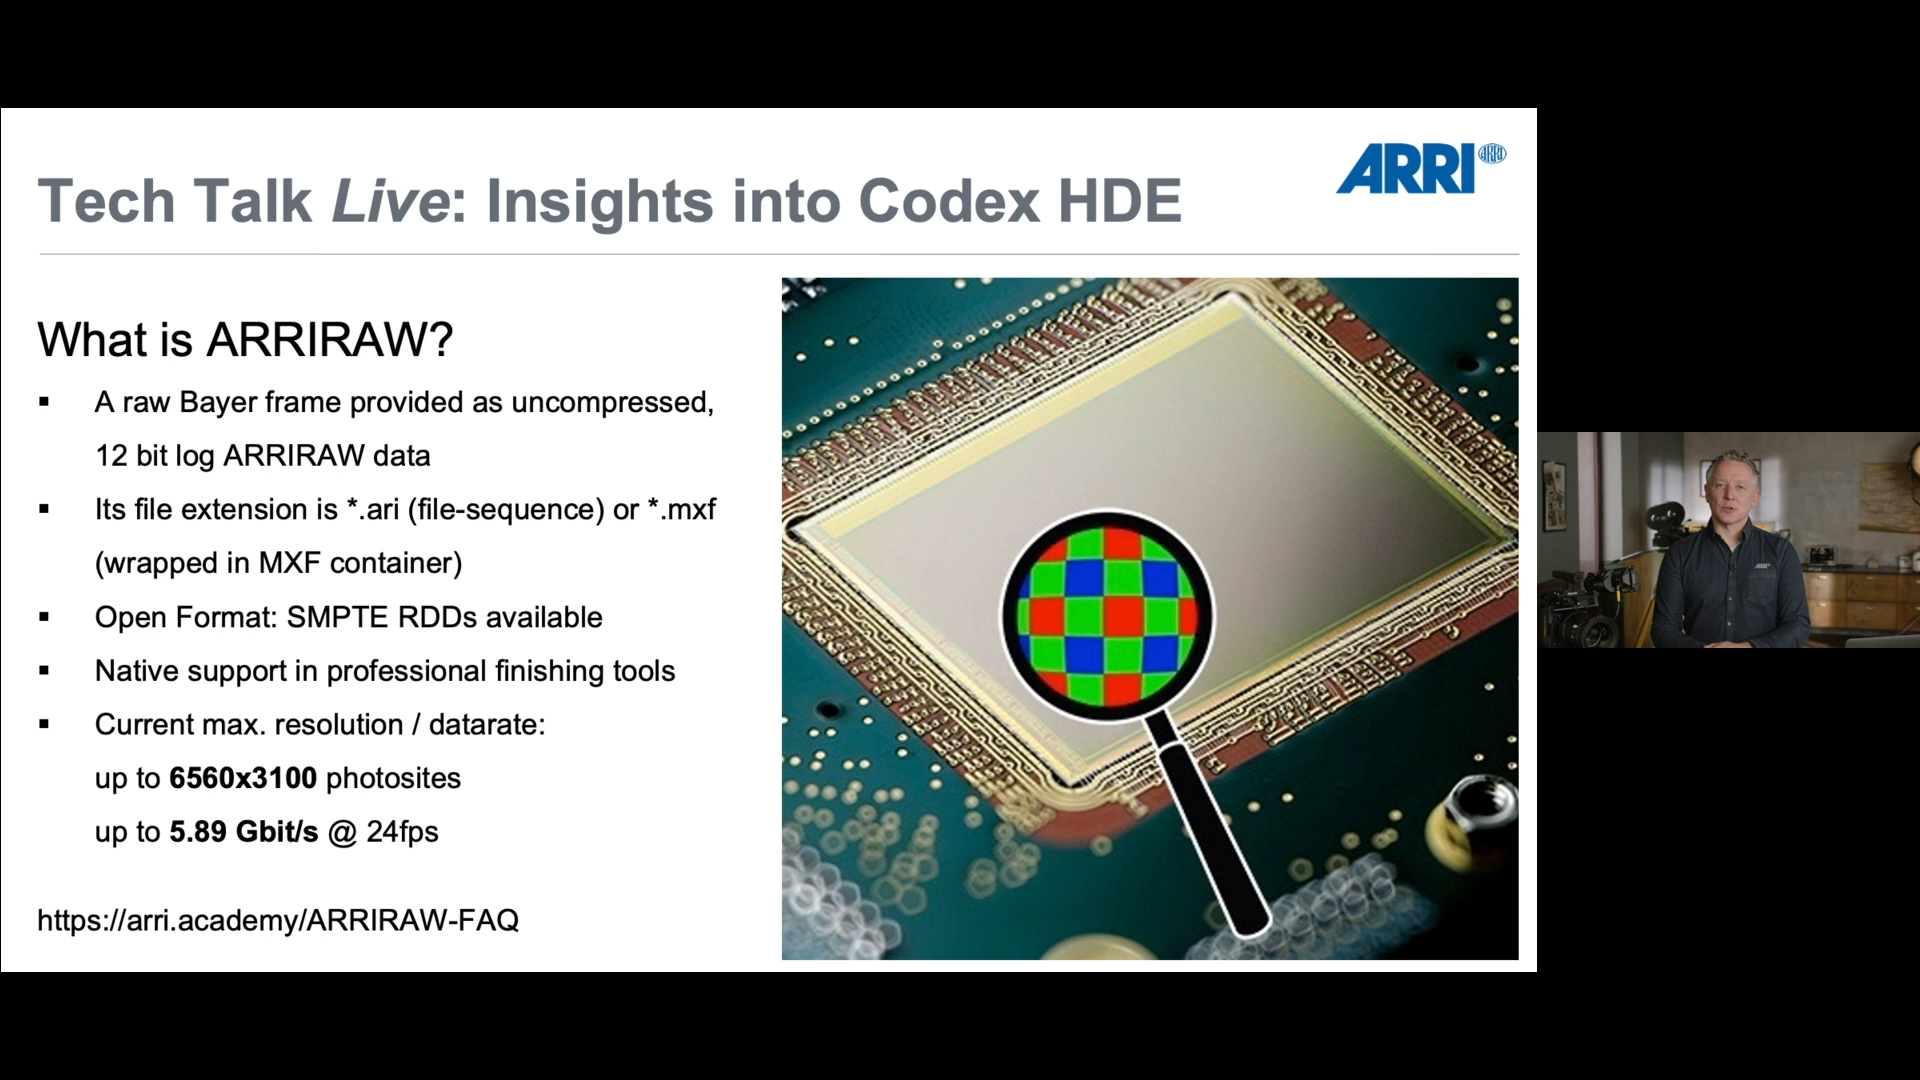 Tech Talk Live: Insights into Codex HDE
ARRI
ARRI
What is ARRIRAW?
▪ A raw Bayer frame provided as uncompressed,
12 bit log ARRIRAW data
▪ Its file extension is *.ari (file-sequence) or *.mxf
(wrapped in MXF container)
▪ Open Format: SMPTE RDDs available
▪ Native support in professional finishing tools
▪ Current max. resolution / datarate:
up to 6560x3100 photosites
up to 5.89 Gbit/s @ 24fps
https://arri.academy/ARRIRAW-FAQ